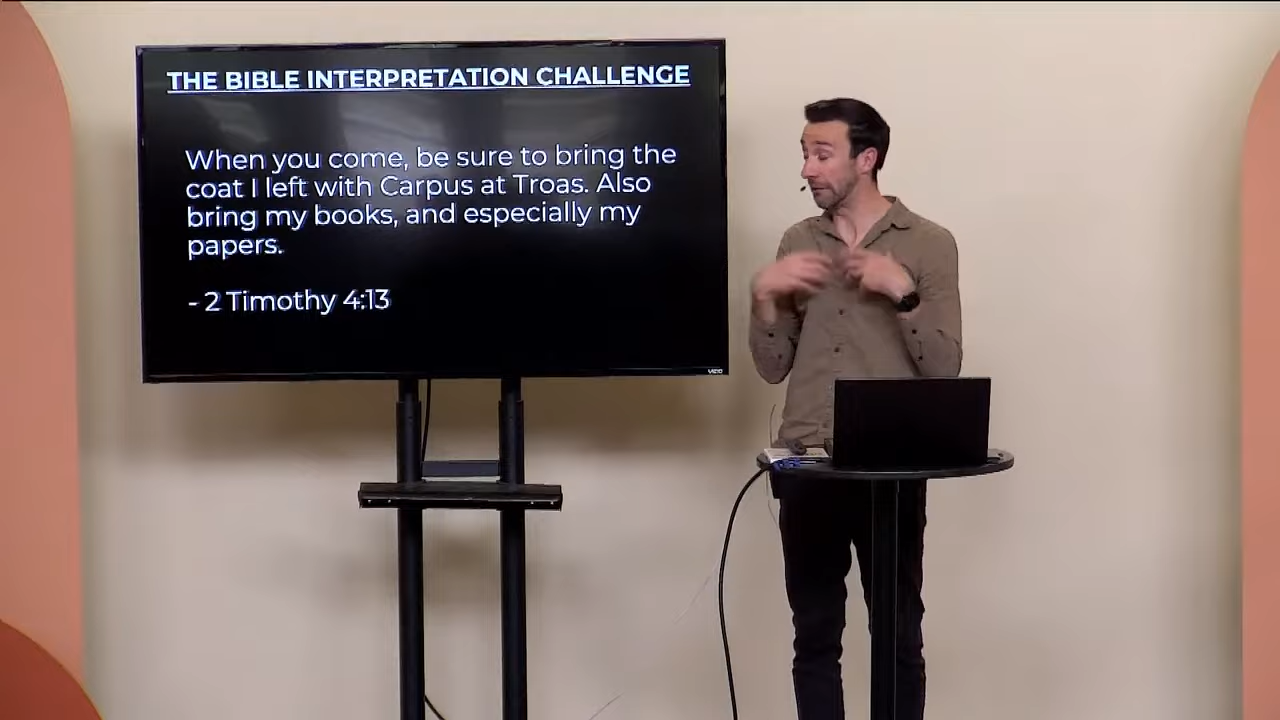 THE BIBLE INTERPRETATION CHALLENGE
When you come, be sure to bring the
coat I left with Carpus at Troas. Also
bring my books, and especially my
papers.
- 2 Timothy 4:13
VIZIO